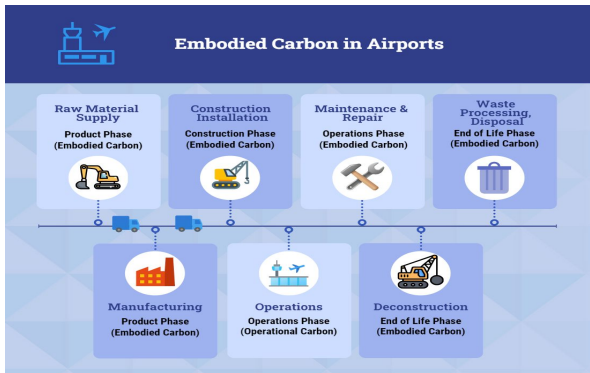 Embodied Carbon in Airports
Raw Material
Supply
Product Phase
(Embodied Carbon)
Construction
Installation
Construction Phase
(Embodied Carbon)
Maintenance &
Repair
Operations Phase
(Embodied Carbon)
Waste
Processing,
Disposal
End of Life Phase
(Embodied Carbon)
Manufacturing
Product Phase
(Embodied Carbon)
Operations
Operations Phase
(Operational Carbon)
Deconstruction
End of Life Phase
(Embodied Carbon)